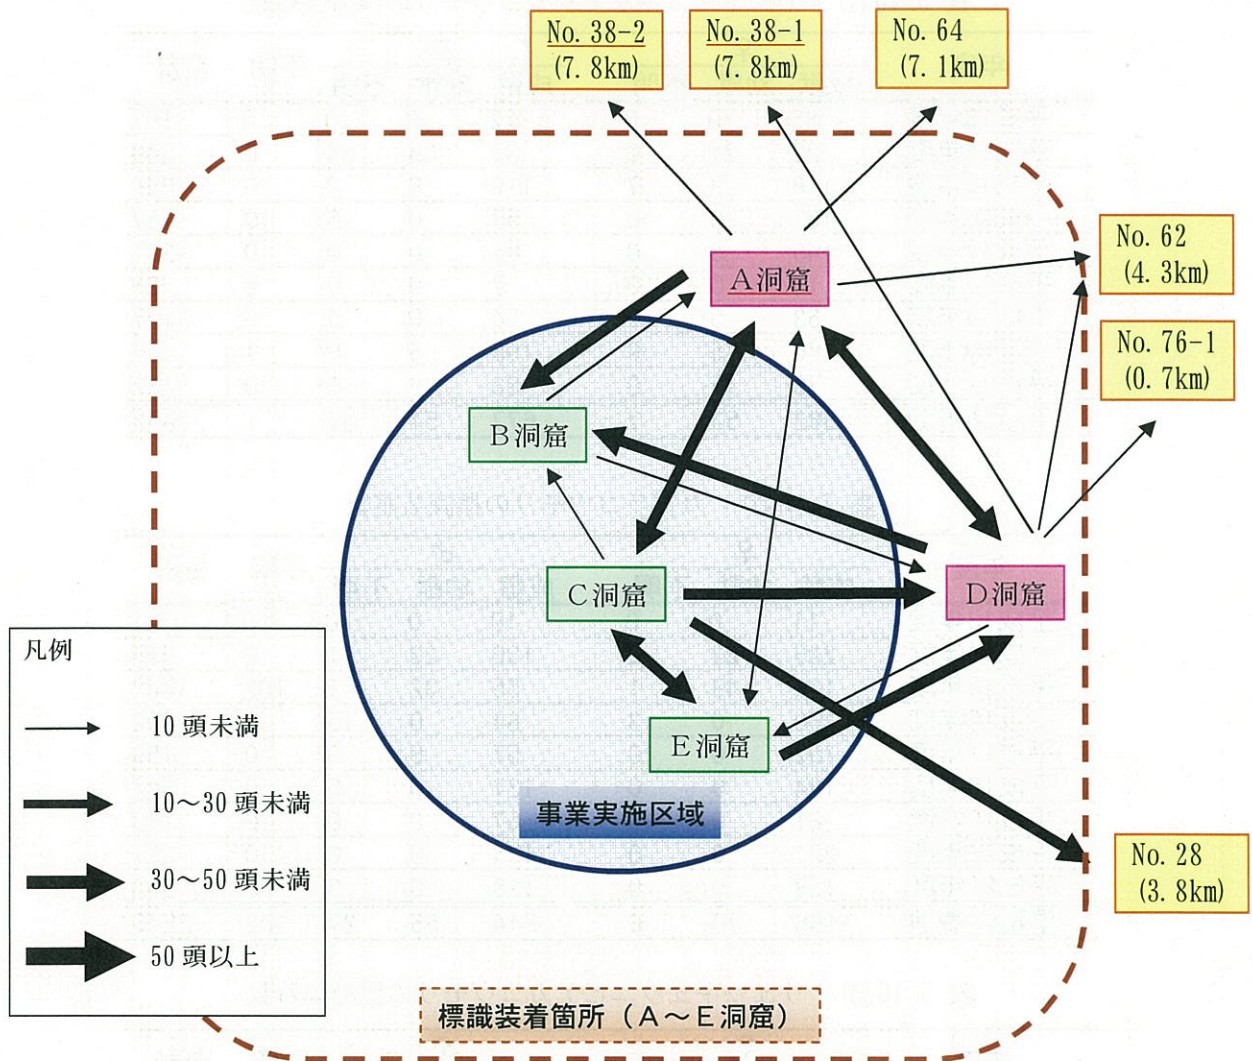 No. 38-2
(7. 8km)
No. 38-1
(7. 8km)
No. 64
(7. 1km)
No. 62
(4. 3km)
No. 76-1
(0. 7km)
A洞窟
B洞窟
C洞窟
D洞窟
E洞窟
事業実施区域
No. 28
(3. 8km)
凡例
10 頭未満
10～30 頭未満
30～50 頭未満
50 頭以上
標識装着箇所（A～E洞窟）